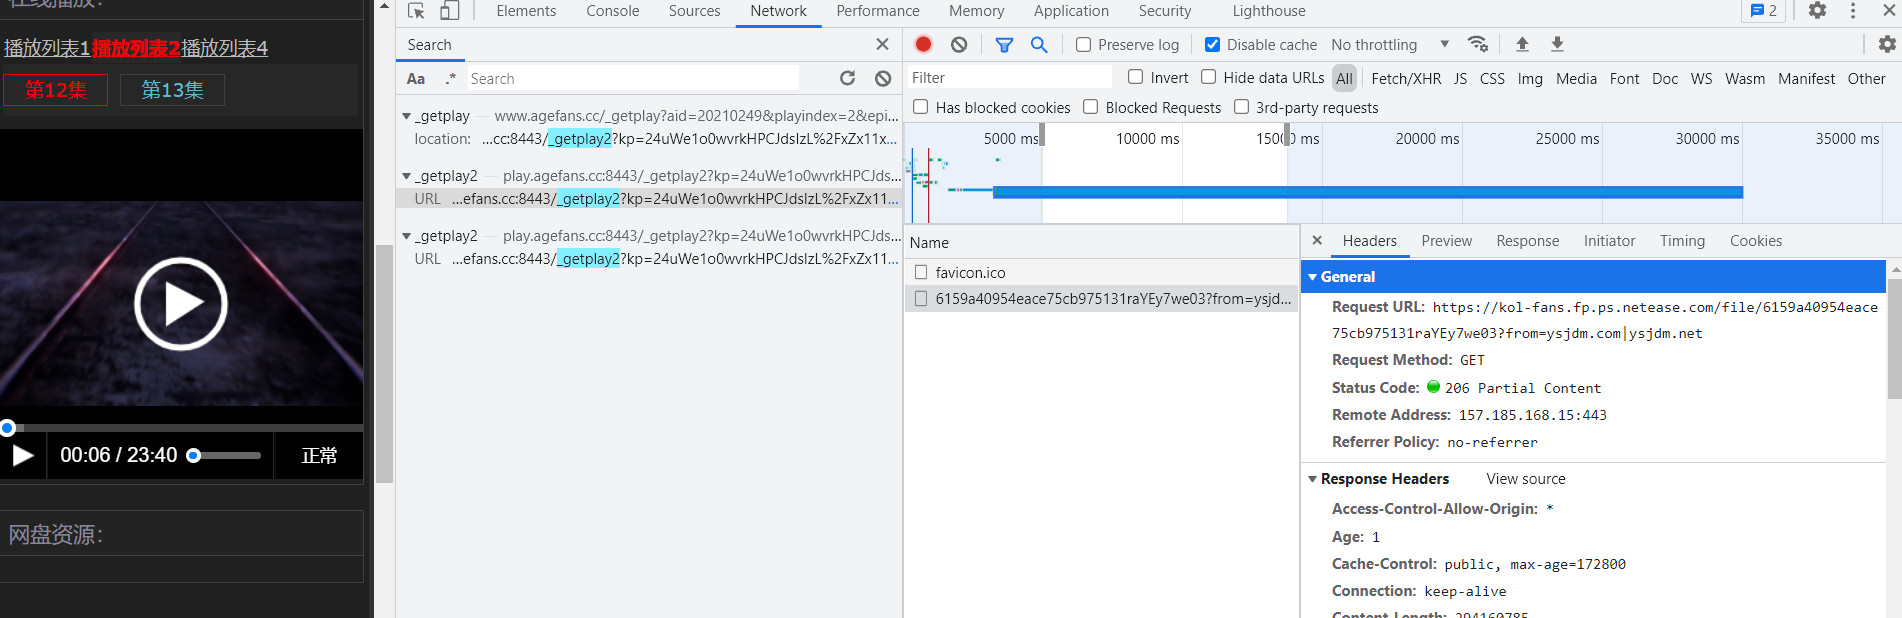 在线播放：
播放列表1播放列表2播放列表4
第12集 第13集
00:06 / 23:40 正常
网盘资源：
Elements Console Sources Network Performance Memory Application Security Lighthouse 2
Search
Aa .* Search
_getplay — www.agefans.cc/_getplay?aid=20210249&playindex=2&epi...
location: ...cc:8443/_getplay2?kp=24uWe1o0wvrkHPCJdsIzL%2FxZx11x...
_getplay2 — play.agefans.cc:8443/_getplay2?kp=24uWe1o0wvrkHPCJds...
URL ...efans.cc:8443/_getplay2?kp=24uWe1o0wvrkHPCJdsIzL%2FxZx11...
_getplay2 — play.agefans.cc:8443/_getplay2?kp=24uWe1o0wvrkHPCJds...
URL ...efans.cc:8443/_getplay2?kp=24uWe1o0wvrkHPCJdsIzL%2FxZx11...
Preserve log Disable cache No throttling
Filter Invert Hide data URLs All Fetch/XHR JS CSS Img Media Font Doc WS Wasm Manifest Other
Has blocked cookies Blocked Requests 3rd-party requests
5000 ms 10000 ms 15000 ms 20000 ms 25000 ms 30000 ms 35000 ms
Name
favicon.ico
6159a40954eace75cb975131raYEy7we03?from=ysjd...
Headers Preview Response Initiator Timing Cookies
General
Request URL: https://kol-fans.fp.ps.netease.com/file/6159a40954eace
75cb975131raYEy7we03?from=ysjdm.com|ysjdm.net
Request Method: GET
Status Code: 206 Partial Content
Remote Address: 157.185.168.15:443
Referrer Policy: no-referrer
Response Headers View source
Access-Control-Allow-Origin: *
Age: 1
Cache-Control: public, max-age=172800
Connection: keep-alive
Content-Length: 294160785